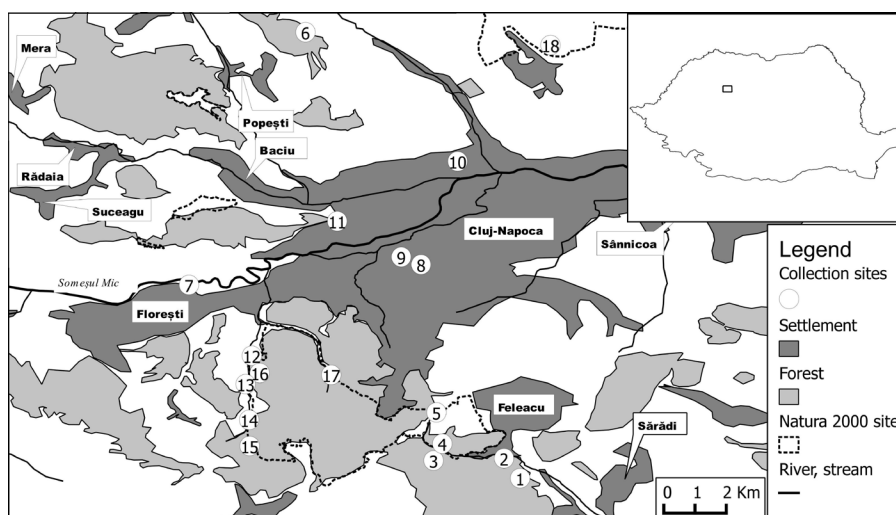 6
18
Mera
Popești
Baciu
10
Rădaia
Suceagu
11
Cluj-Napoca
Sânnicoa
9
8
Someșul Mic
7
Florești
12
16
17
13
14
15
5
4
3
Feleacu
2
1
Sărădi
0 1 2 Km
Legend
Collection sites
Settlement
Forest
Natura 2000 site
River, stream